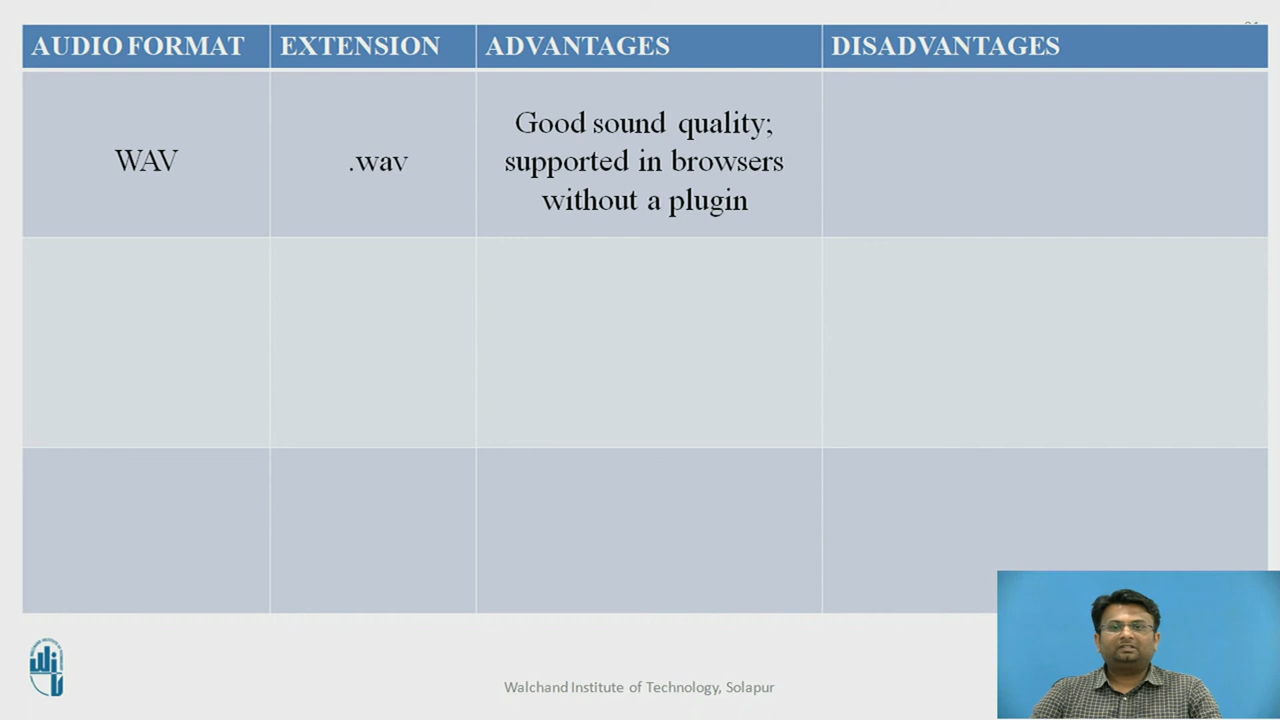 AUDIO FORMAT EXTENSION ADVANTAGES DISADVANTAGES
WAV .wav Good sound quality;
supported in browsers
without a plugin
Walchand Institute of Technology, Solapur